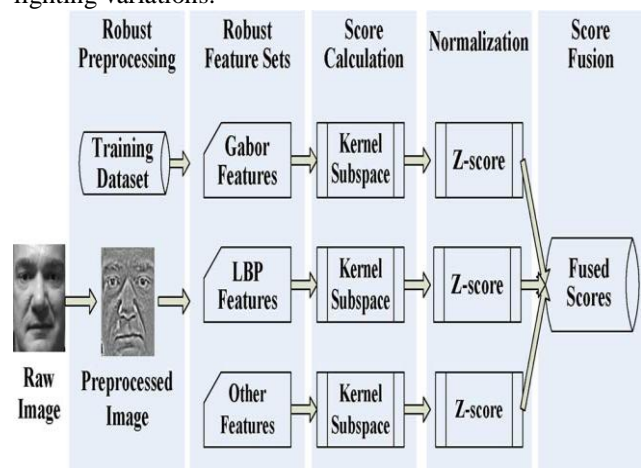 lighting variations.
Robust Preprocessing
Robust Feature Sets
Score Calculation
Normalization
Score Fusion
Training Dataset
Gabor Features
Kernel Subspace
Z-score
LBP Features
Kernel Subspace
Z-score
Fused Scores
Raw Image
Preprocessed Image
Other Features
Kernel Subspace
Z-score